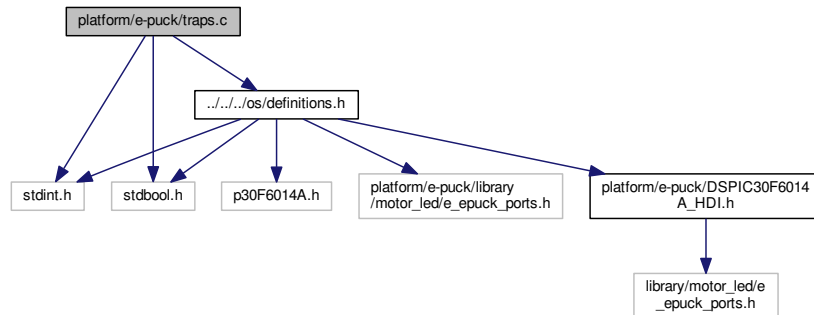 platform/e-puck/traps.c
../../../os/definitions.h
stdint.h
stdbool.h
p30F6014A.h
platform/e-puck/library
/motor_led/e_epuck_ports.h
platform/e-puck/DSPIC30F6014
A_HDI.h
library/motor_led/e
_epuck_ports.h